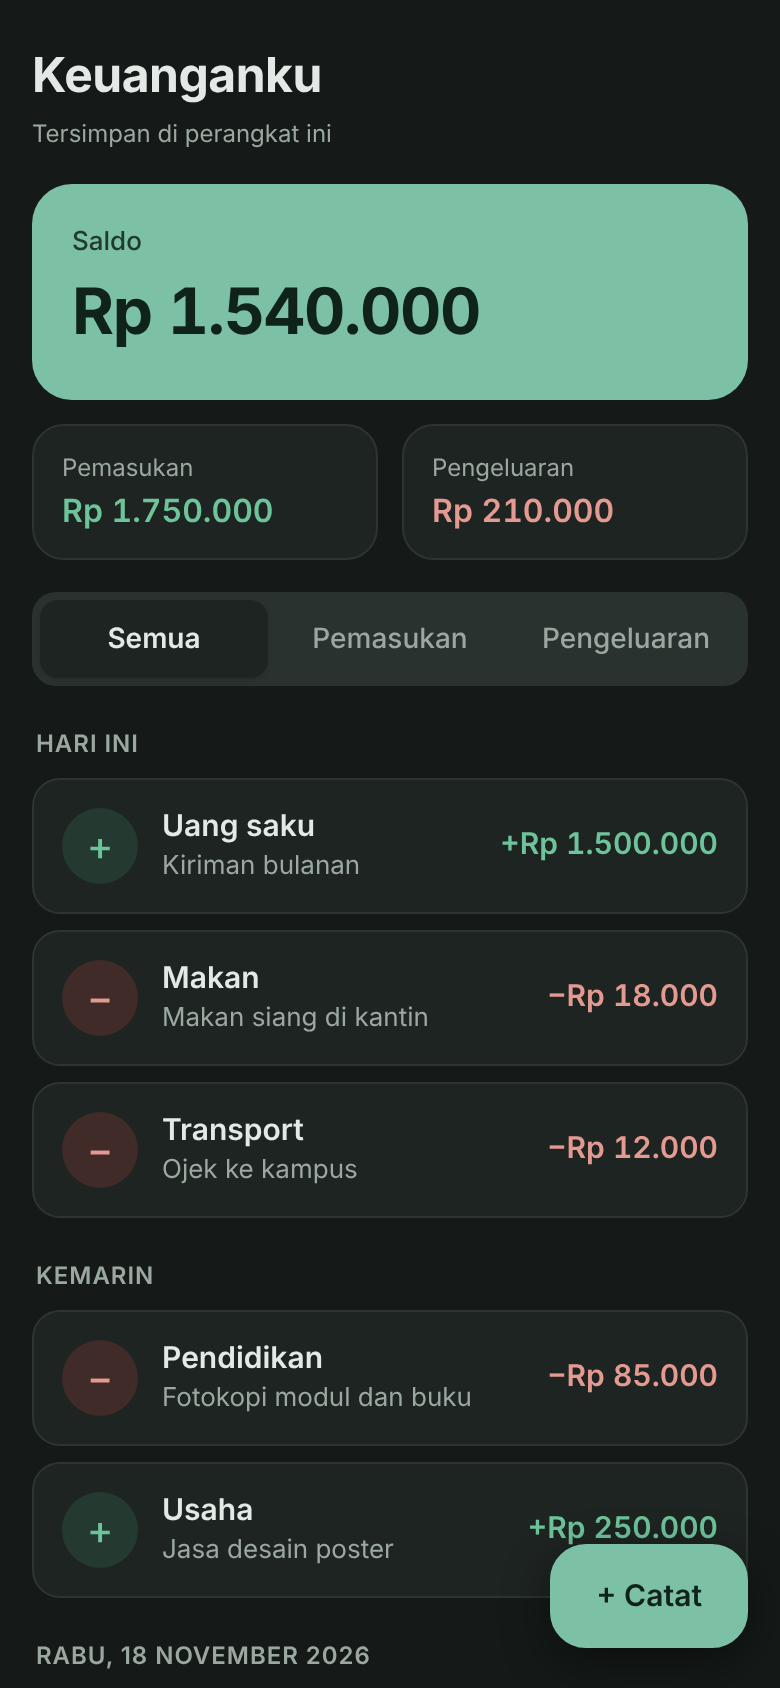 Keuanganku
Tersimpan di perangkat ini
Saldo
Rp 1.540.000
Pemasukan
Rp 1.750.000
Pengeluaran
Rp 210.000
Semua
Pemasukan
Pengeluaran
HARI INI
+
Uang saku
Kiriman bulanan
+Rp 1.500.000
–
Makan
Makan siang di kantin
−Rp 18.000
–
Transport
Ojek ke kampus
−Rp 12.000
KEMARIN
–
Pendidikan
Fotokopi modul dan buku
−Rp 85.000
+
Usaha
Jasa desain poster
+Rp 250.000
+ Catat
RABU, 18 NOVEMBER 2026